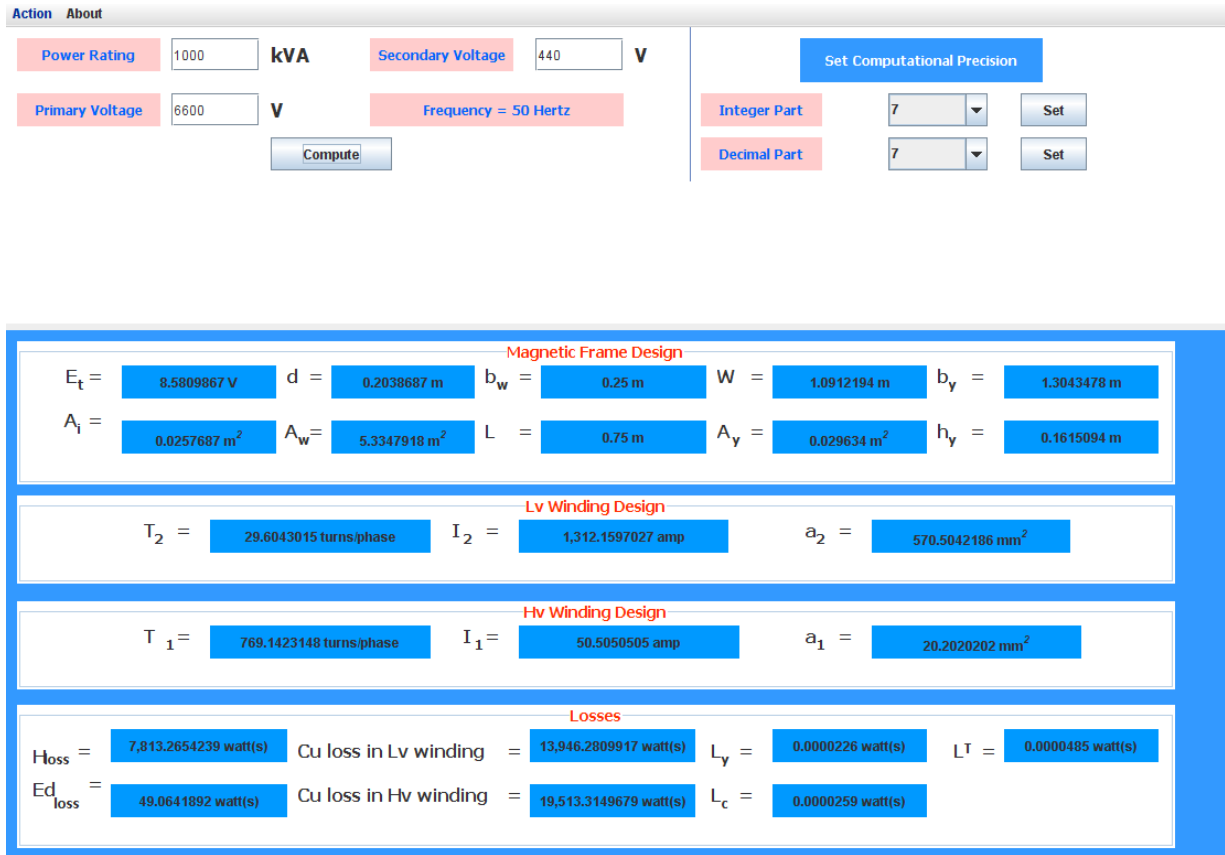 Action About
Power Rating 1000 kVA Secondary Voltage 440 V
Set Computational Precision
Primary Voltage 6600 V Frequency = 50 Hertz
Integer Part 7 Set
Compute
Decimal Part 7 Set
Magnetic Frame Design
Et = 8.5809867 V d = 0.2038687 m bw = 0.25 m W = 1.0912194 m by = 1.3043478 m
Ai = 0.0257687 m² Aw= 5.3347918 m² L = 0.75 m Ay = 0.029634 m² hy = 0.1615094 m
Lv Winding Design
T2 = 29.6043015 turns/phase I2 = 1,312.1597027 amp a2 = 570.5042186 mm²
Hv Winding Design
T 1= 769.1423148 turns/phase I1= 50.5050505 amp a1 = 20.2020202 mm²
Losses
Hloss = 7,813.2654239 watt(s) Cu loss in Lv winding = 13,946.2809917 watt(s) Ly = 0.0000226 watt(s) LT = 0.0000485 watt(s)
Edloss = 49.0641892 watt(s) Cu loss in Hv winding = 19,513.3149679 watt(s) Lc = 0.0000259 watt(s)